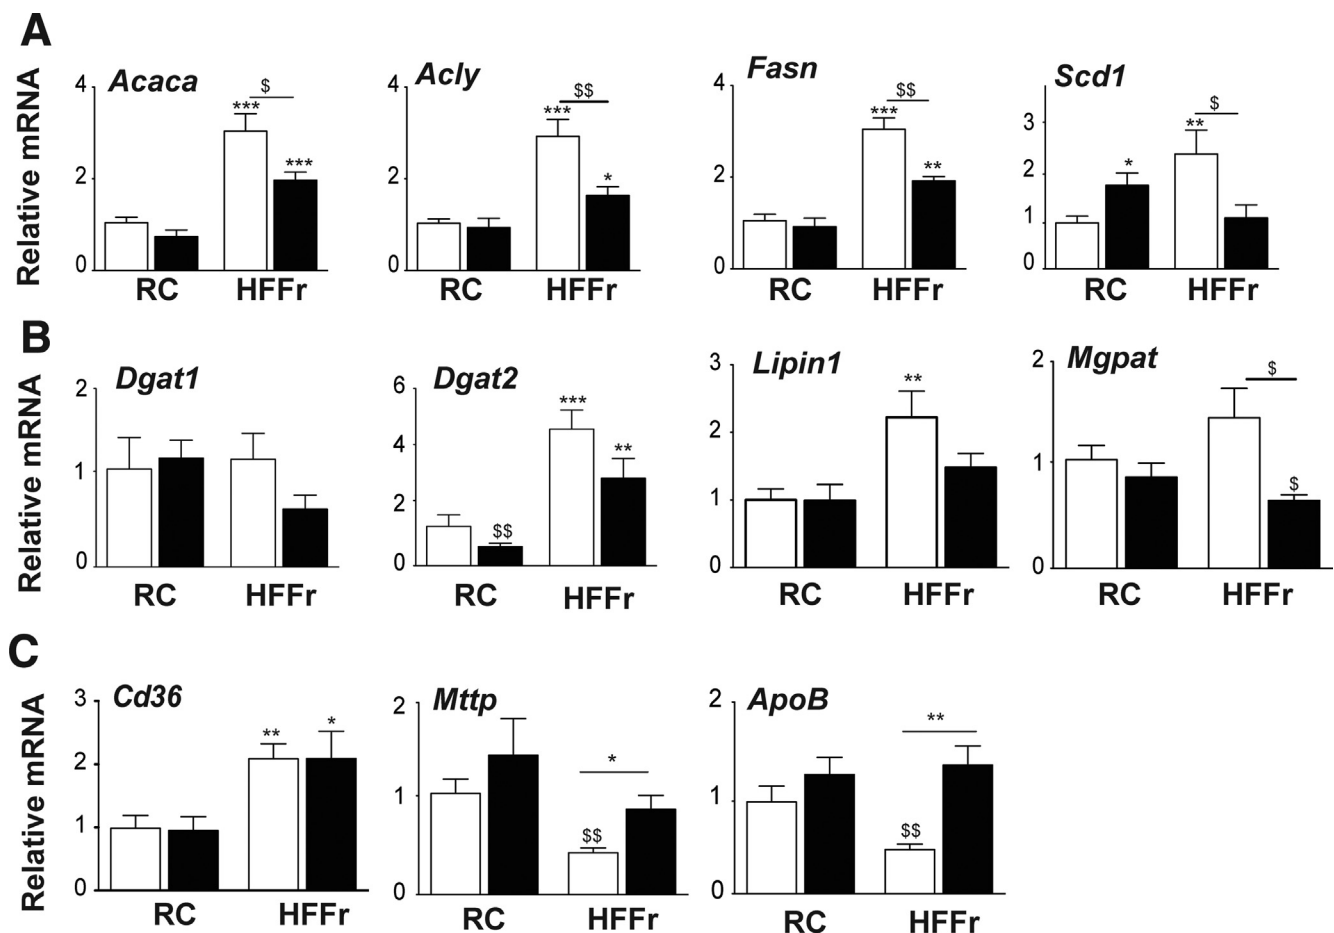 A
Relative mRNA
Acaca
4
2
0
***
$
***
RC
HFFr
Acly
4
2
0
***
$$
*
RC
HFFr
Fasn
4
2
0
***
$$
**
RC
HFFr
Scd1
3
2
1
0
*
**
$
RC
HFFr
B
Relative mRNA
Dgat1
2
1
0
RC
HFFr
Dgat2
6
4
2
0
$$
***
**
RC
HFFr
Lipin1
3
2
1
0
**
RC
HFFr
Mgpat
2
1
0
$
$
RC
HFFr
C
Relative mRNA
Cd36
3
2
1
0
**
*
RC
HFFr
Mttp
2
1
0
$$
*
RC
HFFr
ApoB
2
1
0
$$
**
RC
HFFr